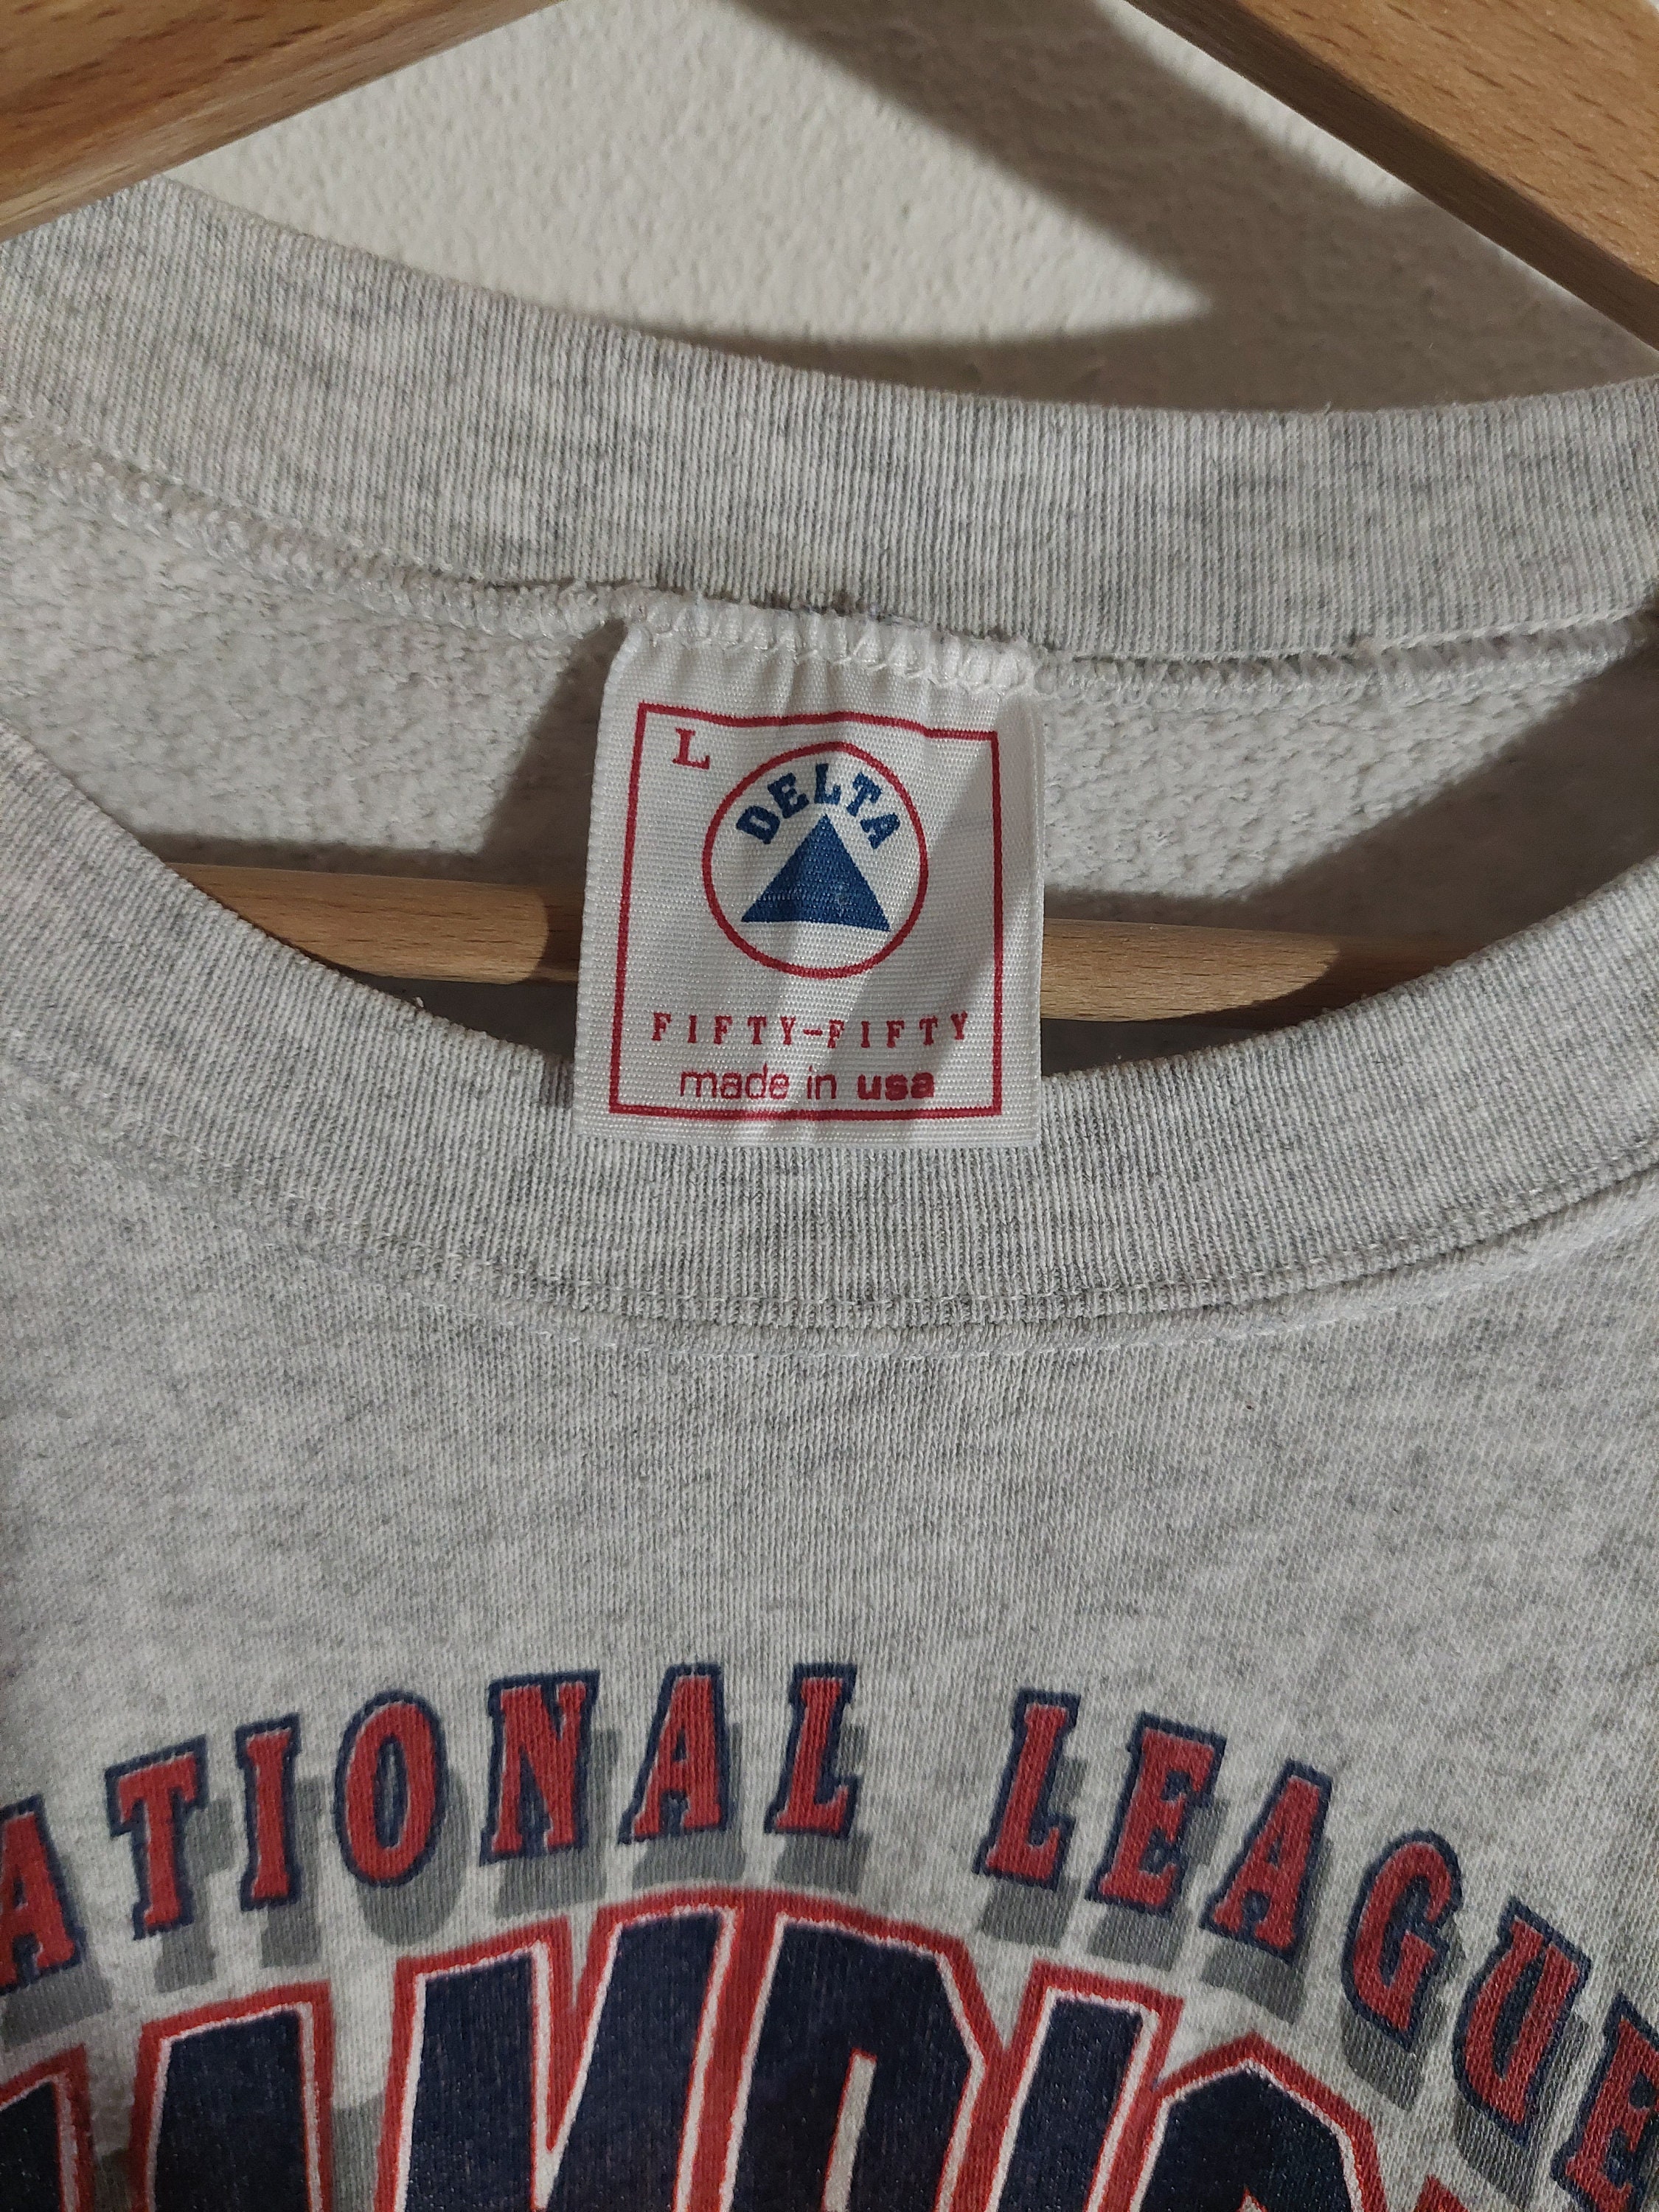 L
DELTA
FIFTY-FIFTY
made in usa
ATIONAL LEAGUE